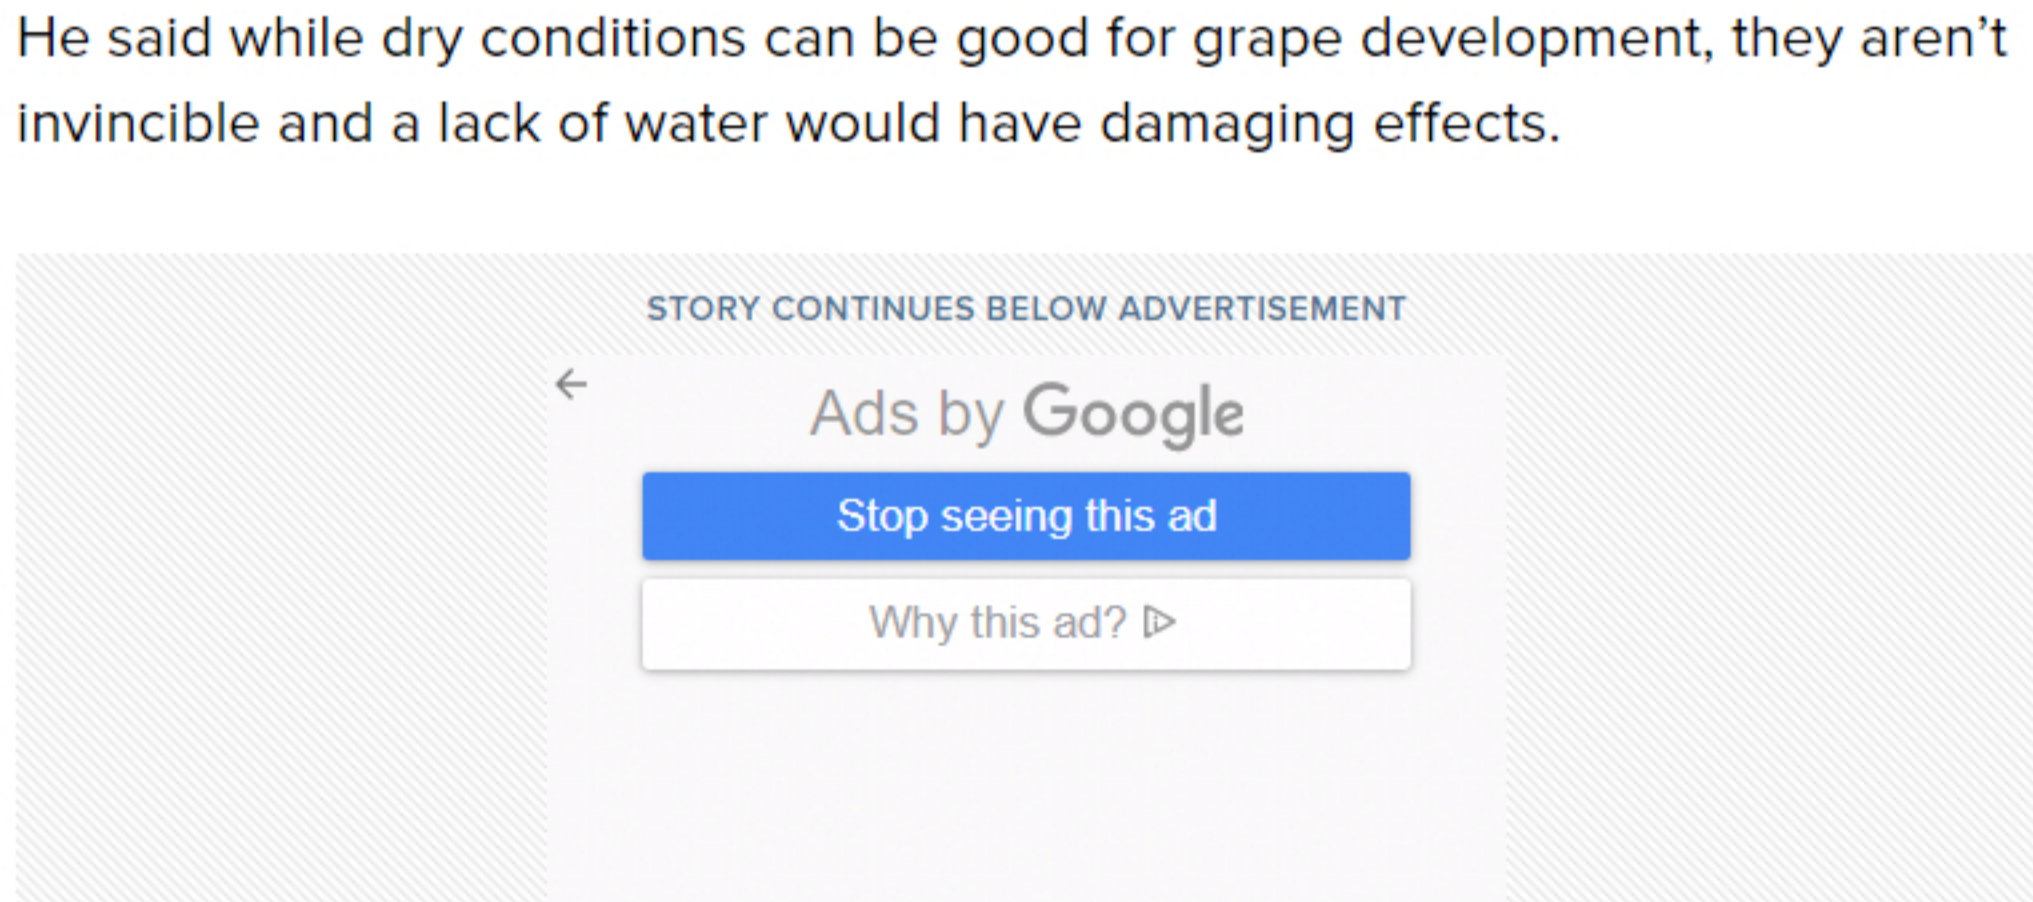 He said while dry conditions can be good for grape development, they aren’t
invincible and a lack of water would have damaging effects.
STORY CONTINUES BELOW ADVERTISEMENT
Ads by Google
Stop seeing this ad
Why this ad?